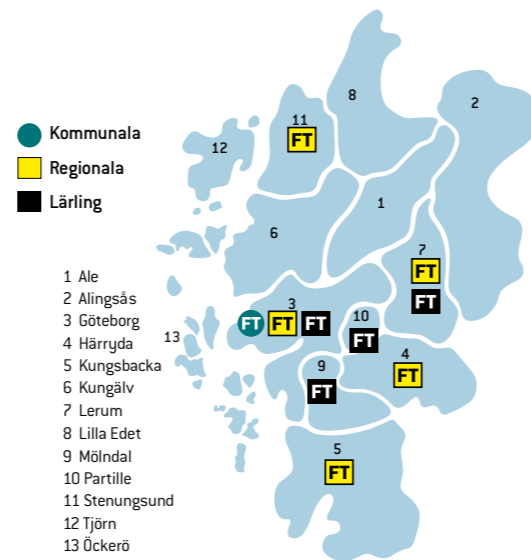 Kommunala
Regionala
Lärling
1 Ale
2 Alingsås
3 Göteborg
4 Härryda
5 Kungsbacka
6 Kungälv
7 Lerum
8 Lilla Edet
9 Mölndal
10 Partille
11 Stenungsund
12 Tjörn
13 Öckerö
8
2
11
FT
12
1
6
7
FT
FT
3
FT FT FT
10
FT
13
9
FT
4
FT
5
FT